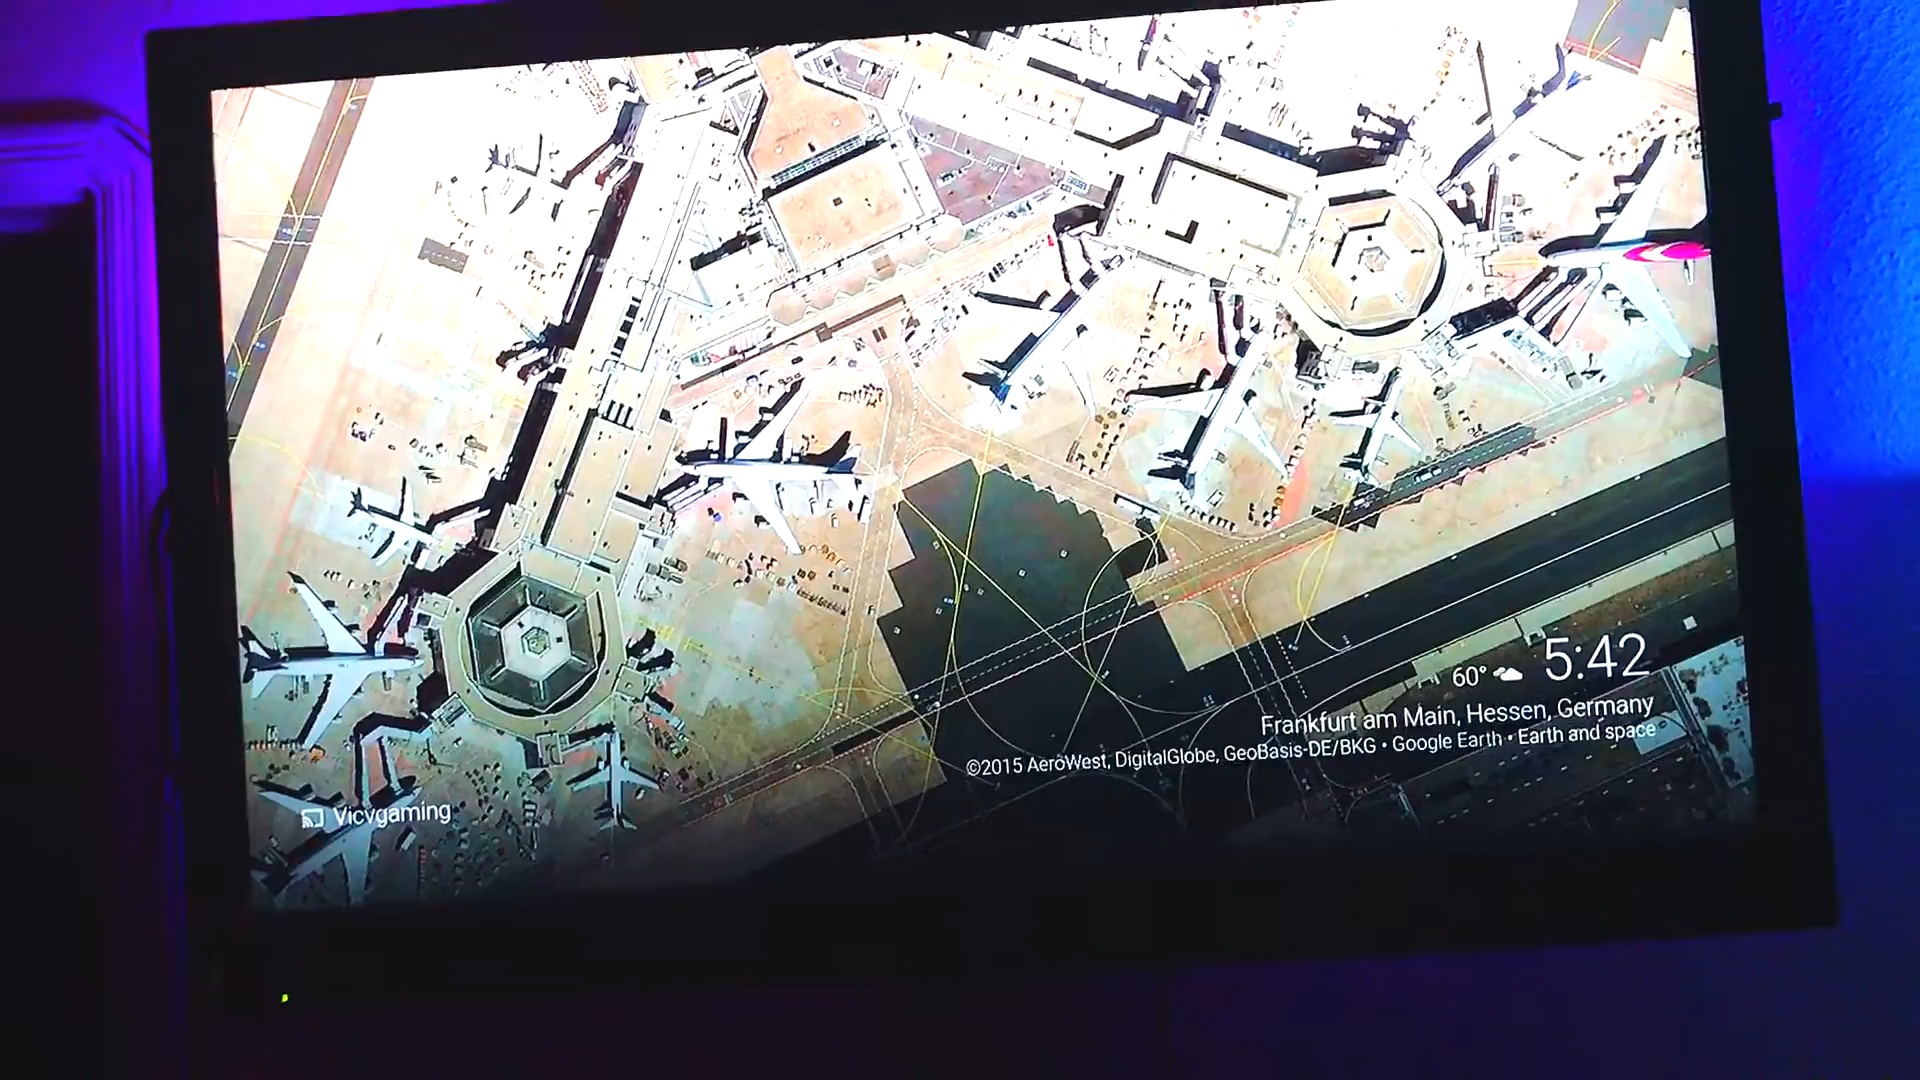 60° 5:42
Frankfurt am Main, Hessen, Germany
©2015 AeroWest, DigitalGlobe, GeoBasis-DE/BKG • Google Earth • Earth and space
Vicvgaming